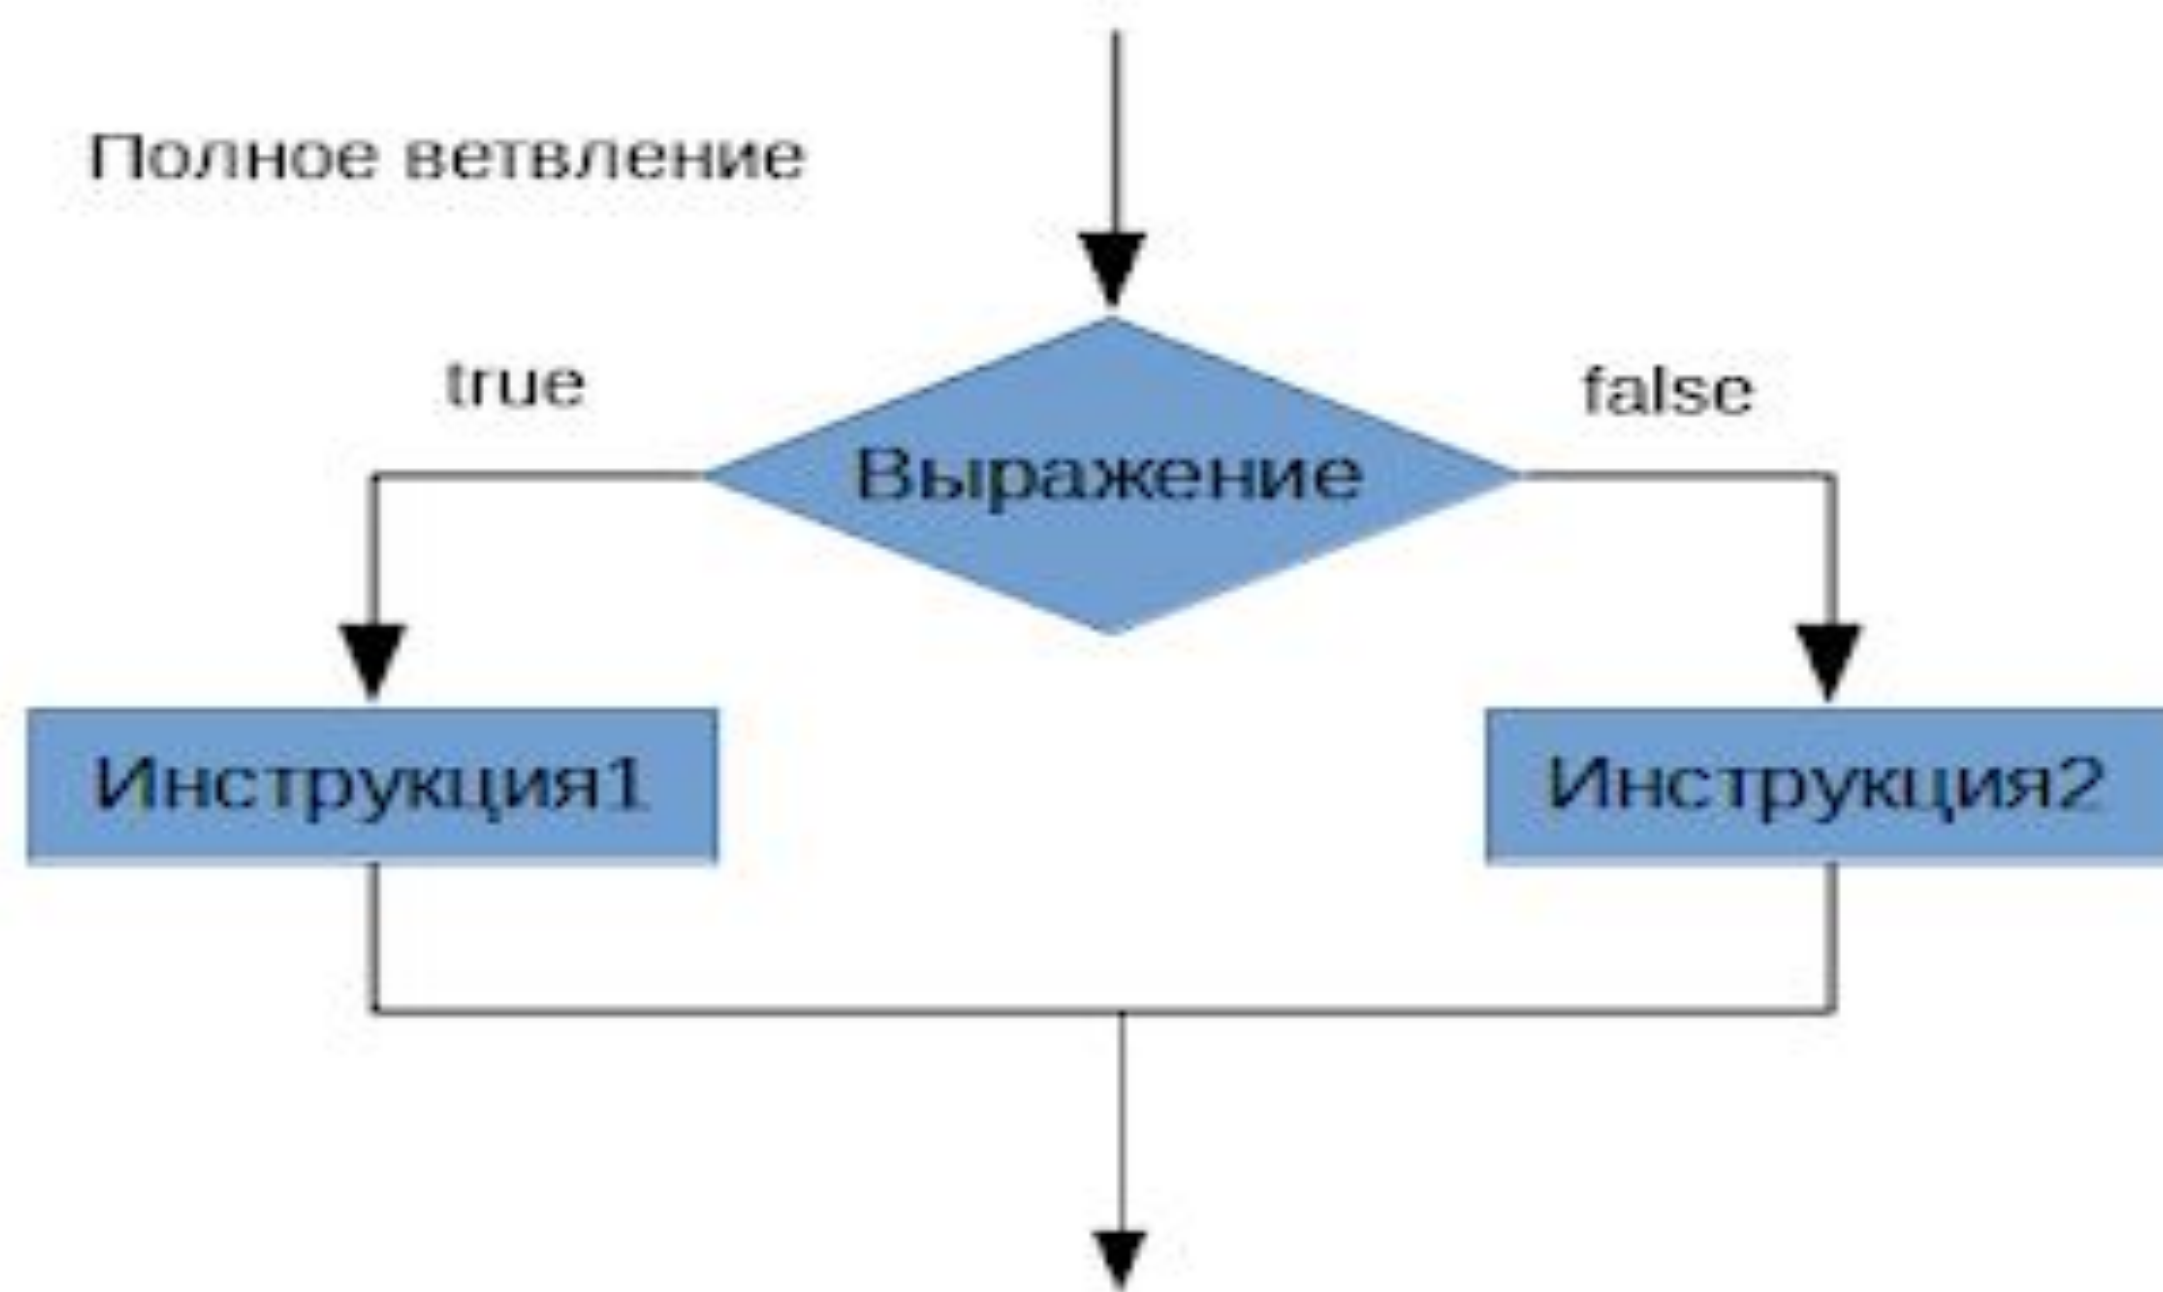 Полное ветвление
true
false
Выражение
Инструкция1
Инструкция2